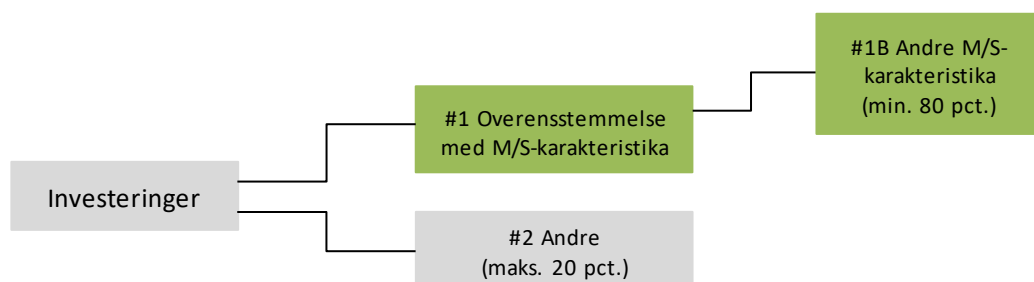 #1B Andre M/S-
karakteristika
(min. 80 pct.)
#1 Overensstemmelse
med M/S-karakteristika
Investeringer
#2 Andre
(maks. 20 pct.)